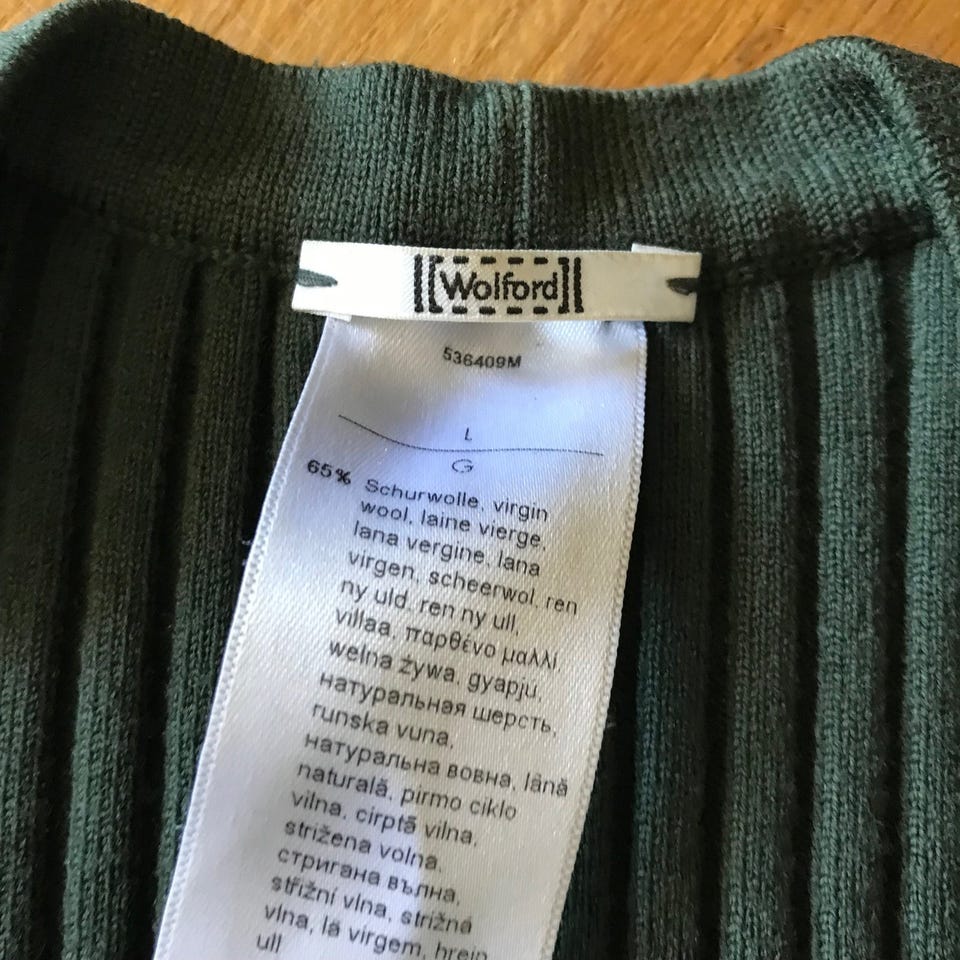 Wolford
536409M
L
G
65% Schurwolle, virgin
wool, laine vierge,
lana vergine, lana
virgen, scheerwol, ren
ny uld, ren ny ull,
villaa, παρθένο μαλλί,
wełna żywa, gyapju,
натуральная шерсть,
runska vuna,
натуральна вовна, lână
naturală, pirmo ciklo
vilna, cirptā vilna,
strižena volna,
стригана вълна,
střižní vlna, strižná
vlna, lã virgem, hrein
ull